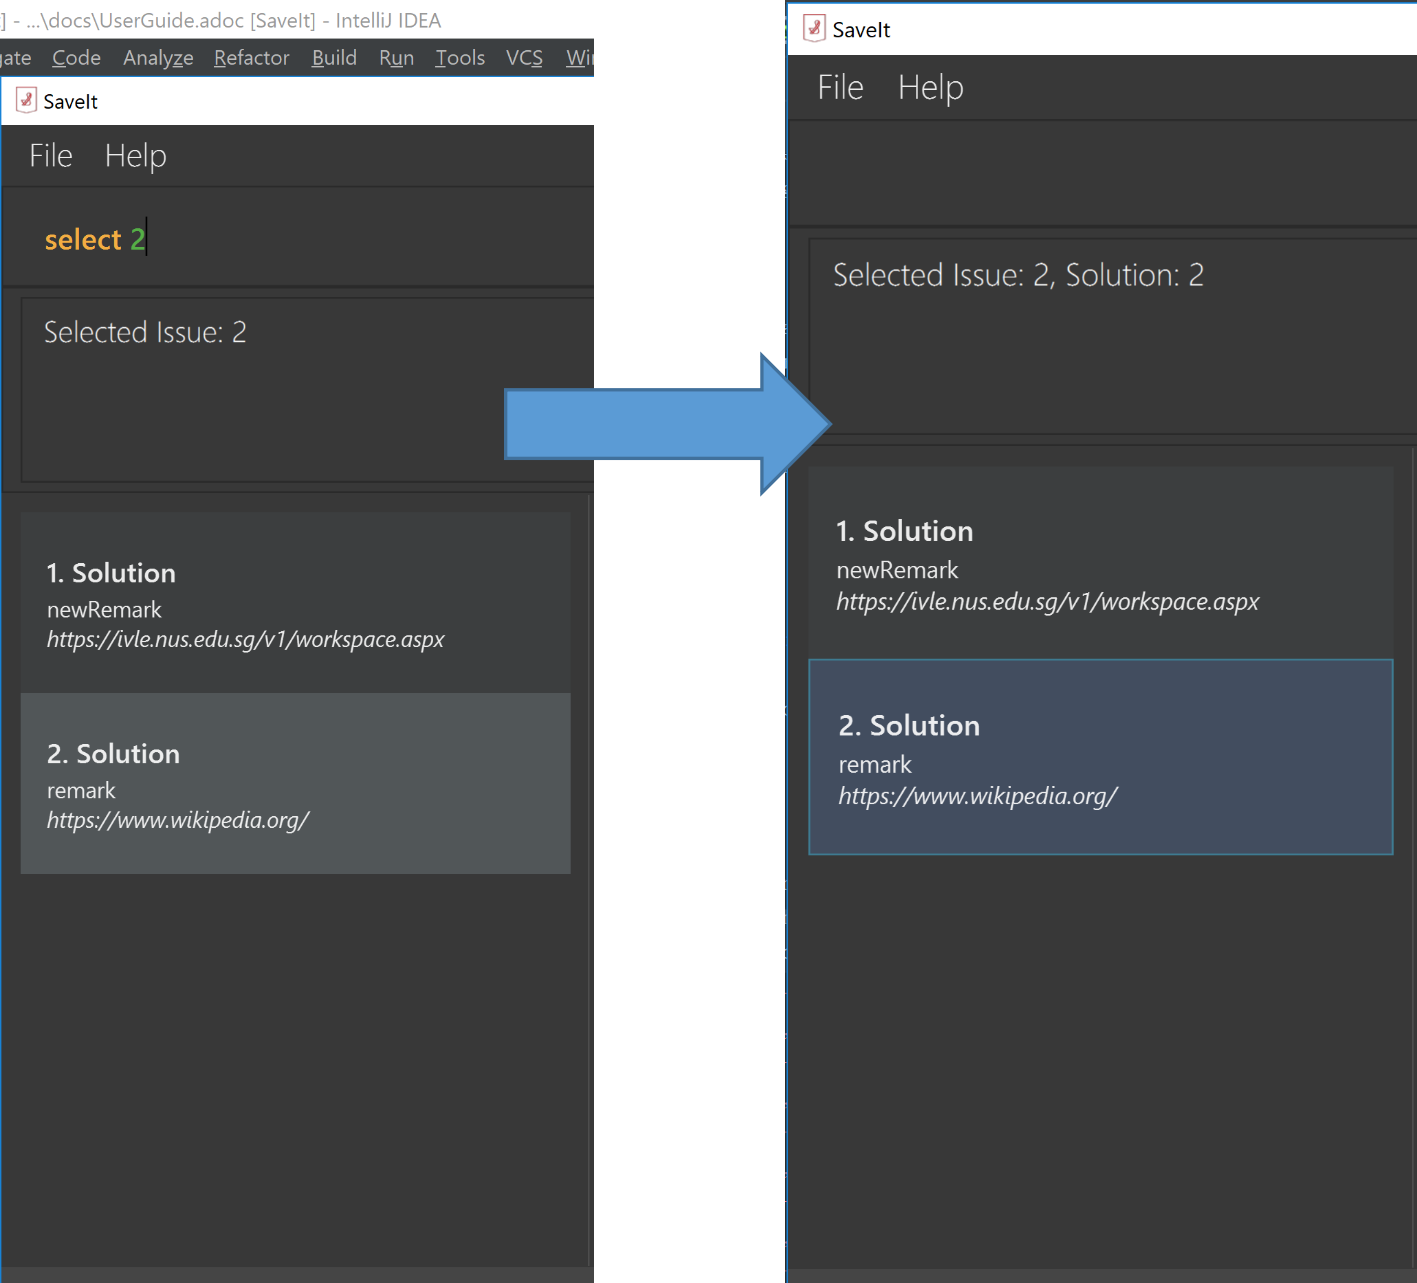 ] - ...\docs\UserGuide.adoc [SaveIt] - IntelliJ IDEA
gate Code Analyze Refactor Build Run Tools VCS Wi
SaveIt
File Help
select 2
Selected Issue: 2
1. Solution
newRemark
https://ivle.nus.edu.sg/v1/workspace.aspx
2. Solution
remark
https://www.wikipedia.org/
SaveIt
File Help
Selected Issue: 2, Solution: 2
1. Solution
newRemark
https://ivle.nus.edu.sg/v1/workspace.aspx
2. Solution
remark
https://www.wikipedia.org/